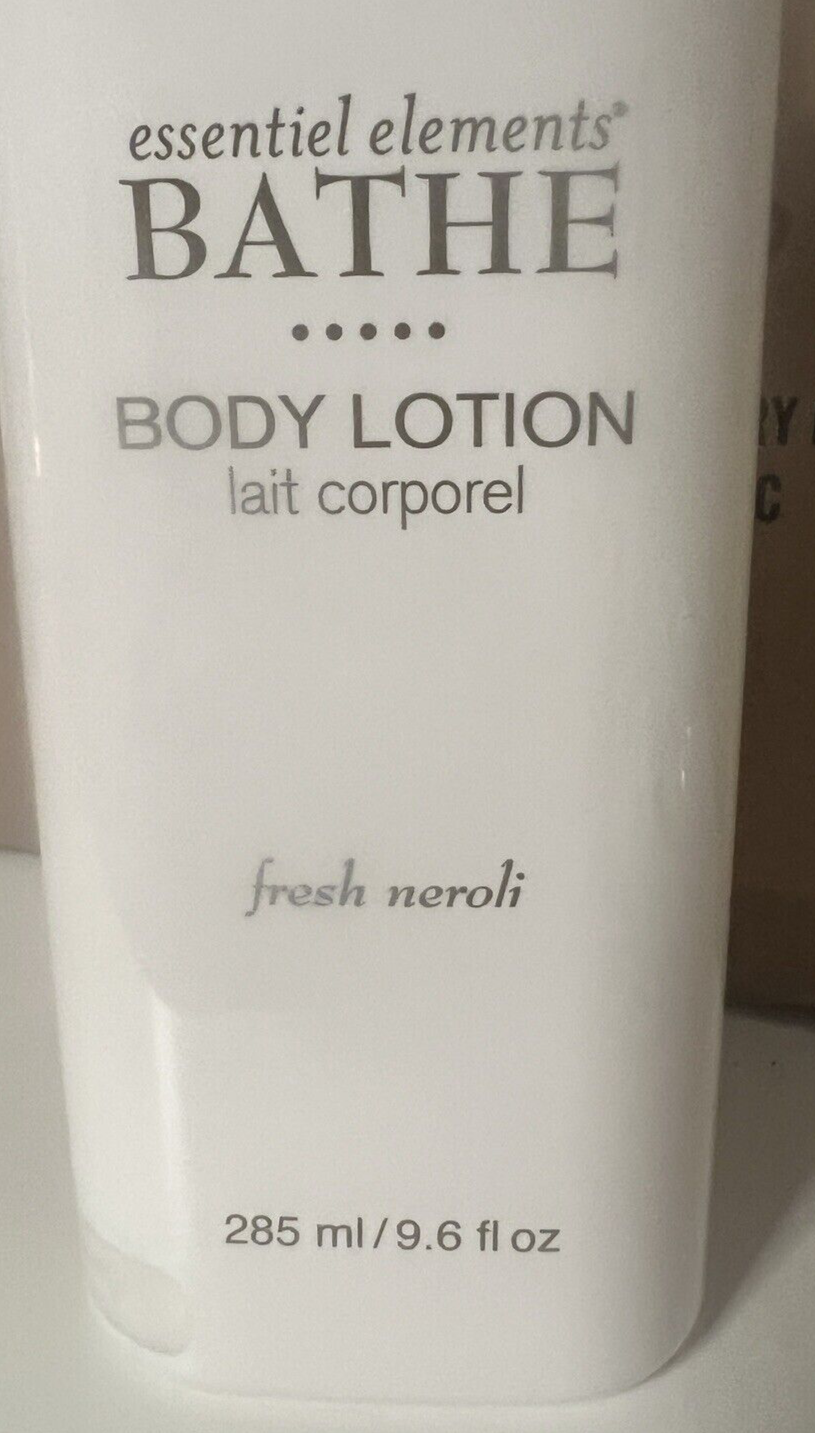 essentiel elements®
BATHE
•••••
BODY LOTION
lait corporel
fresh neroli
285 ml / 9.6 fl oz